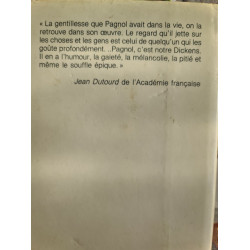 « La gentillesse que Pagnol avait dans la vie, on la
retrouve dans son œuvre. Le regard qu'il jette sur
les choses et les gens est celui de quelqu'un qui les
goûte profondément. ..Pagnol, c'est notre Dickens.
Il en a l'humour, la gaieté, la mélancolie, la pitié et
même le souffle épique. »
Jean Dutourd de l'Académie française